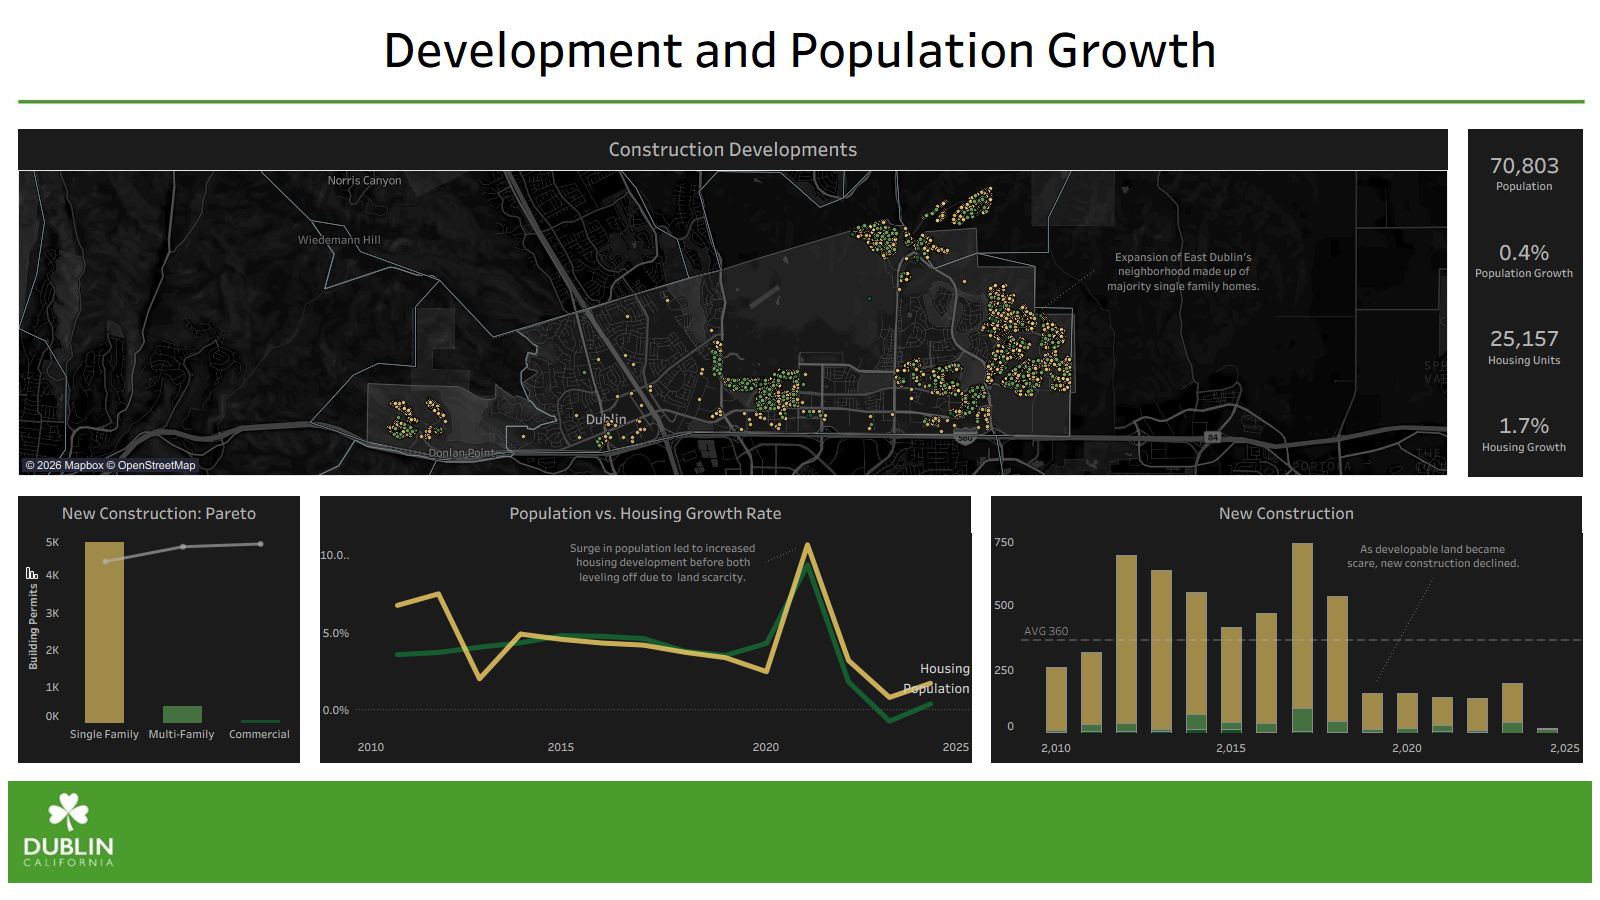 Development and Population Growth
Construction Developments
Norris Canyon
Wiedemann Hill
Expansion of East Dublin's
neighborhood made up of
majority single family homes.
Dublin
Donlan Point
580
84
© 2026 Mapbox © OpenStreetMap
70,803
Population
0.4%
Population Growth
25,157
Housing Units
1.7%
Housing Growth
New Construction: Pareto
Building Permits
5K
4K
3K
2K
1K
0K
Single Family
Multi-Family
Commercial
Population vs. Housing Growth Rate
Surge in population led to increased
housing development before both
leveling off due to land scarcity.
10.0..
5.0%
0.0%
Housing
Population
2010
2015
2020
2025
New Construction
As developable land became
scare, new construction declined.
750
500
AVG 360
250
0
2,010
2,015
2,020
2,025
DUBLIN
CALIFORNIA